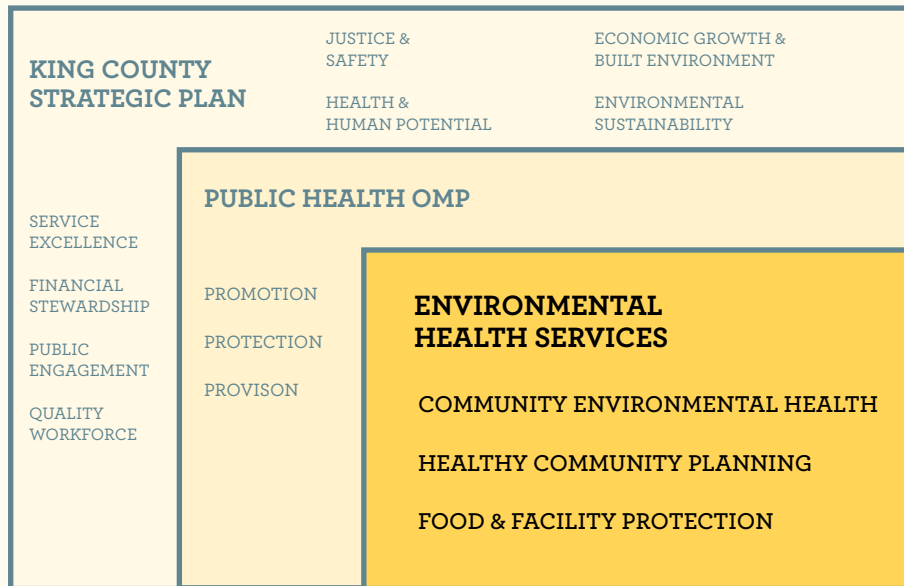 KING COUNTY
STRATEGIC PLAN
JUSTICE &
SAFETY
HEALTH &
HUMAN POTENTIAL
ECONOMIC GROWTH &
BUILT ENVIRONMENT
ENVIRONMENTAL
SUSTAINABILITY
SERVICE
EXCELLENCE
FINANCIAL
STEWARDSHIP
PUBLIC
ENGAGEMENT
QUALITY
WORKFORCE
PUBLIC HEALTH OMP
PROMOTION
PROTECTION
PROVISON
ENVIRONMENTAL
HEALTH SERVICES
COMMUNITY ENVIRONMENTAL HEALTH
HEALTHY COMMUNITY PLANNING
FOOD & FACILITY PROTECTION